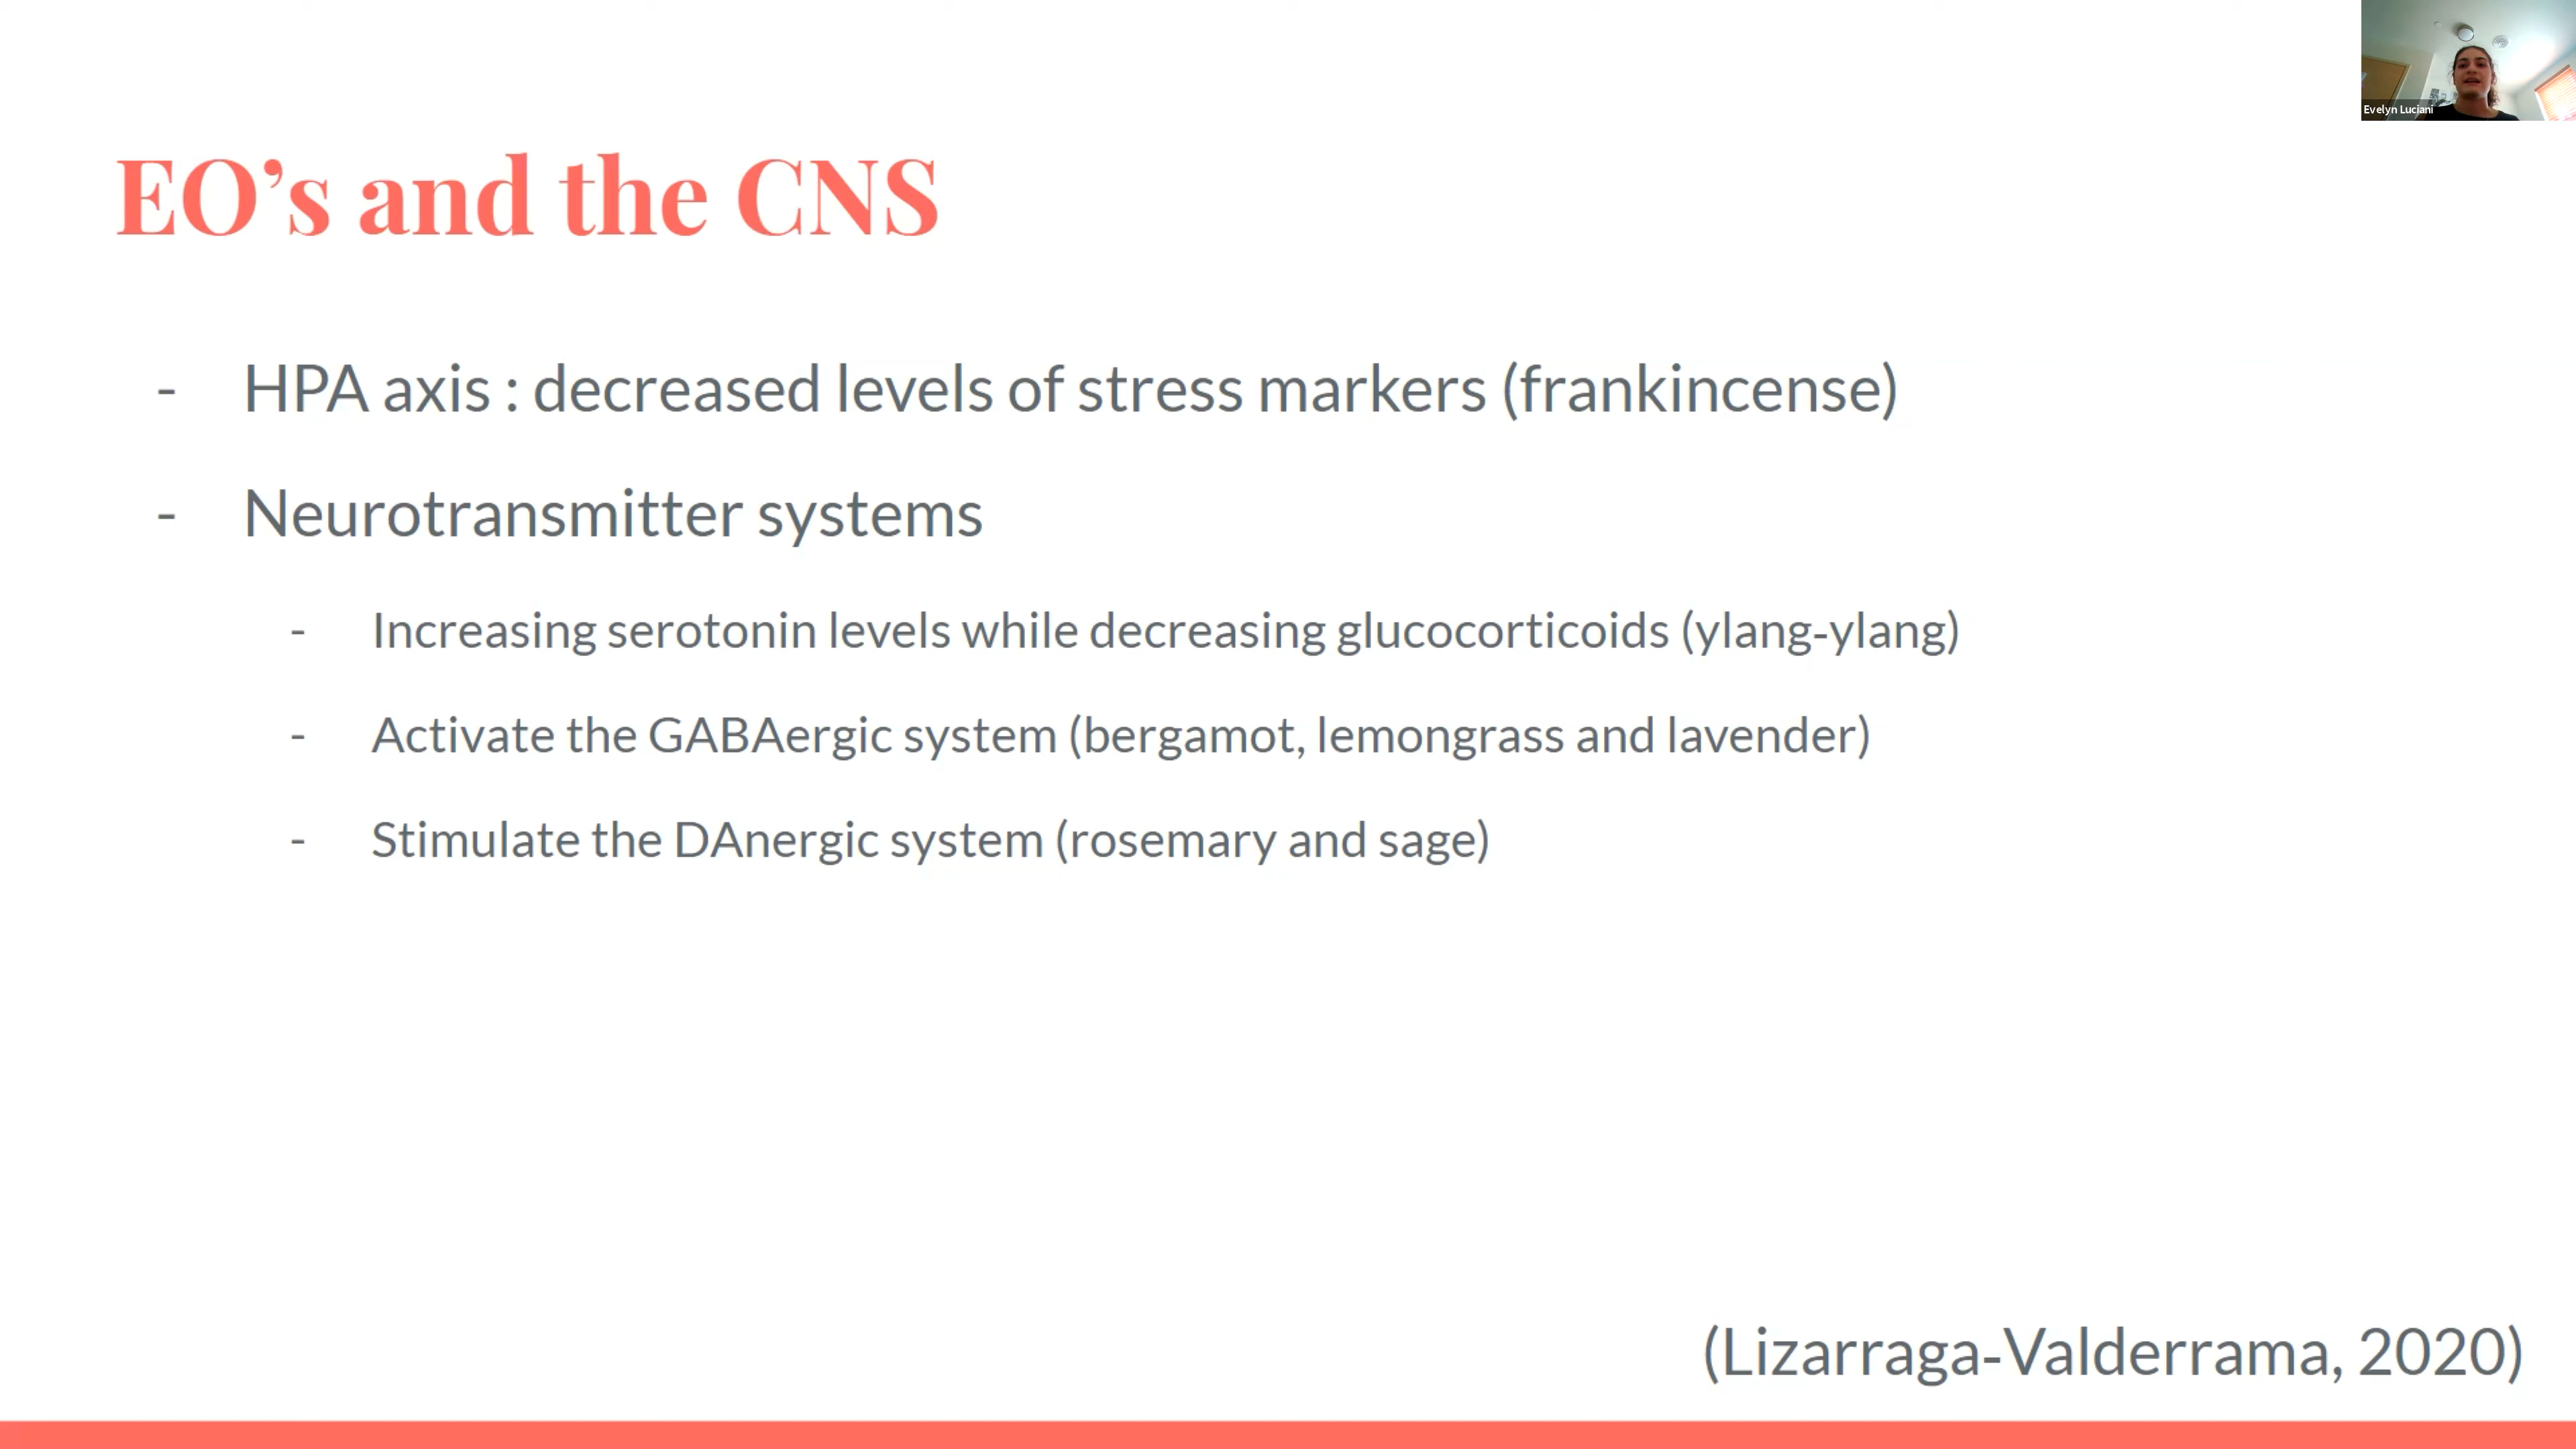 Evelyn Luciani
EO’s and the CNS
- HPA axis : decreased levels of stress markers (frankincense)
- Neurotransmitter systems
- Increasing serotonin levels while decreasing glucocorticoids (ylang-ylang)
- Activate the GABAergic system (bergamot, lemongrass and lavender)
- Stimulate the DAnergic system (rosemary and sage)
(Lizarraga-Valderrama, 2020)